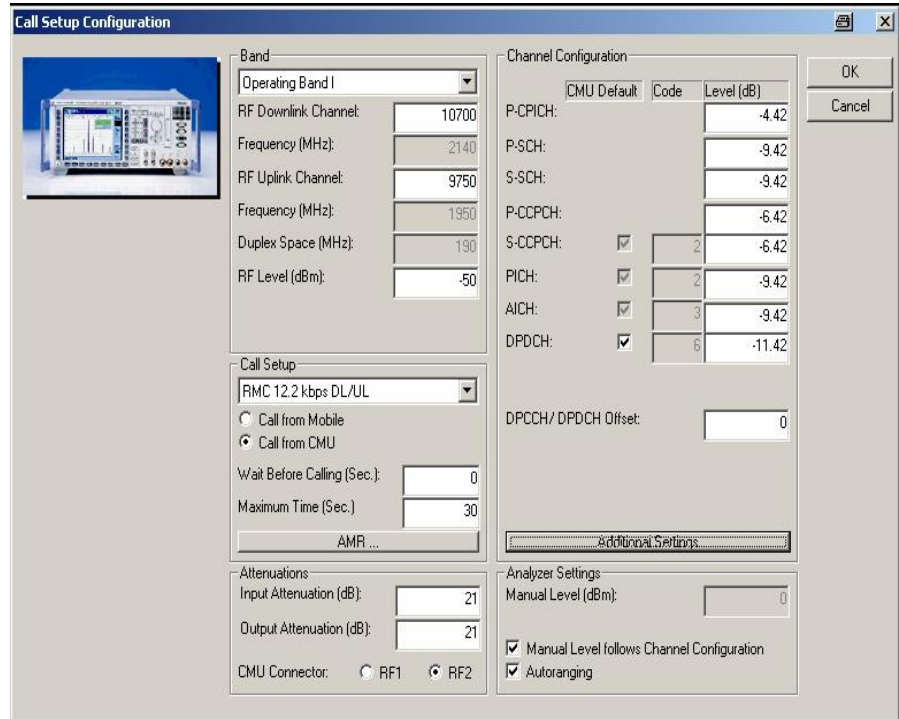 Call Setup Configuration
Band
Operating Band I
RF Downlink Channel: 10700
Frequency (MHz): 2140
RF Uplink Channel: 9750
Frequency (MHz): 1950
Duplex Space (MHz): 190
RF Level (dBm): -50
Call Setup
RMC 12.2 kbps DL/UL
Call from Mobile
Call from CMU
Wait Before Calling (Sec.): 0
Maximum Time (Sec.) 30
AMR ...
Attenuations
Input Attenuation (dB): 21
Output Attenuation (dB): 21
CMU Connector: RF1 RF2
Channel Configuration
CMU Default Code Level (dB)
P-CPICH: -4.42
P-SCH: -9.42
S-SCH: -9.42
P-CCPCH: -6.42
S-CCPCH: 2 -6.42
PICH: 2 -9.42
AICH: 3 -9.42
DPDCH: 6 -11.42
DPCCH/ DPDCH Offset: 0
Additional Settings
Analyzer Settings
Manual Level (dBm): 0
Manual Level follows Channel Configuration
Autoranging
OK
Cancel